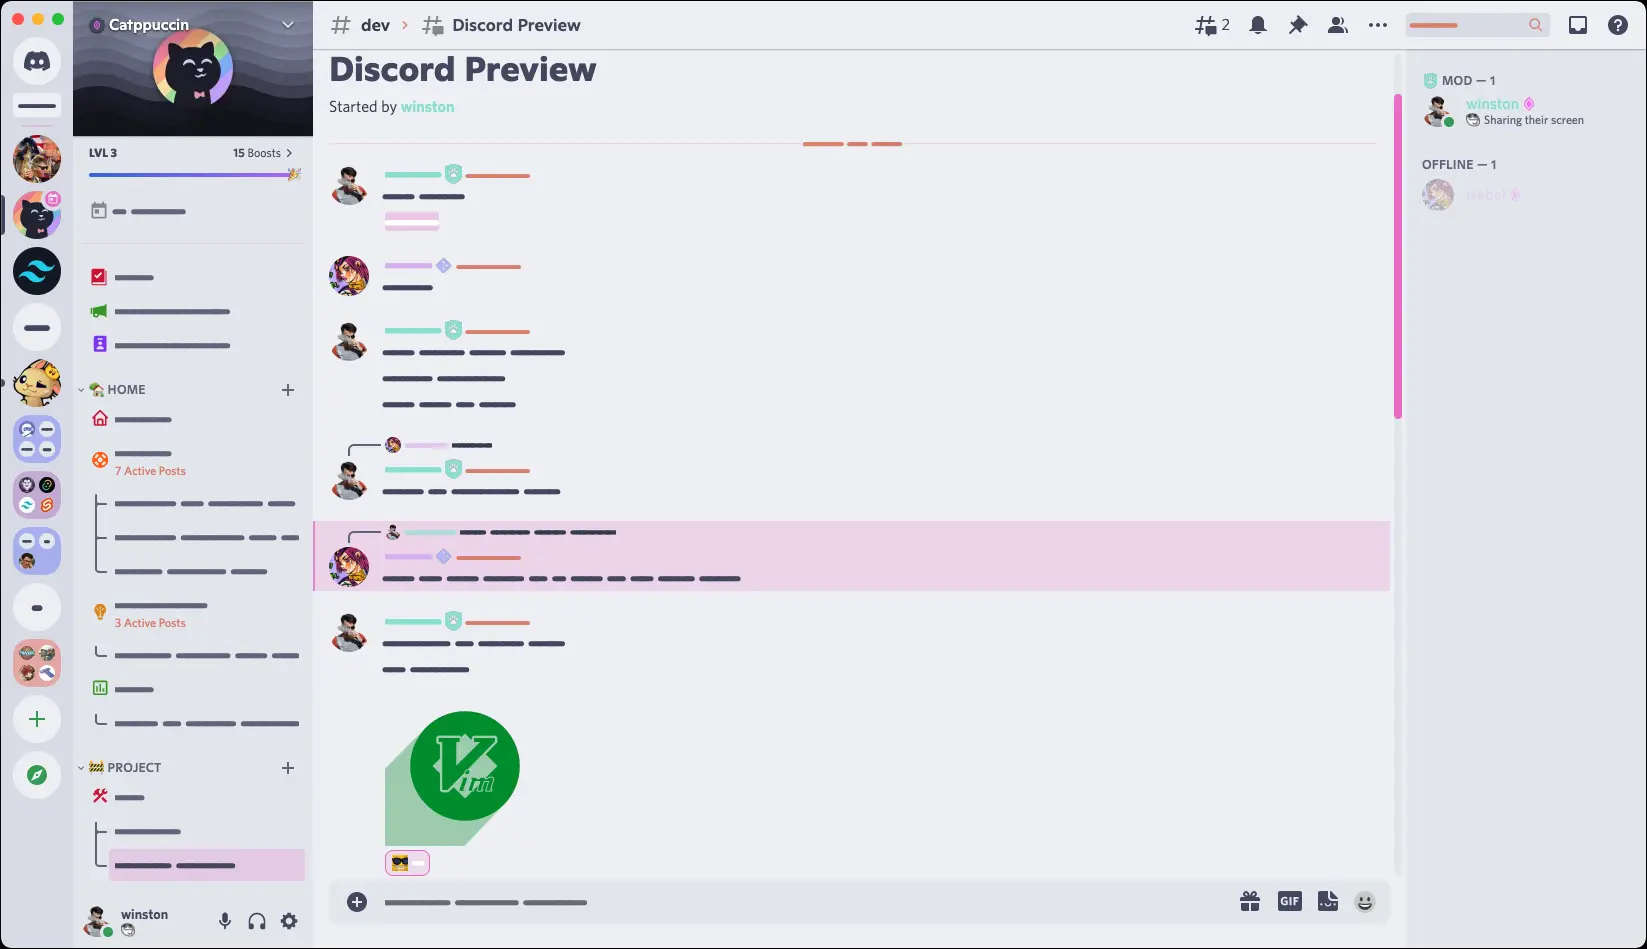 Catppuccin
LVL 3
15 Boosts
HOME
7 Active Posts
3 Active Posts
PROJECT
winston
dev
Discord Preview
2
Discord Preview
Started by winston
Vim
GIF
MOD — 1
winston
Sharing their screen
OFFLINE — 1